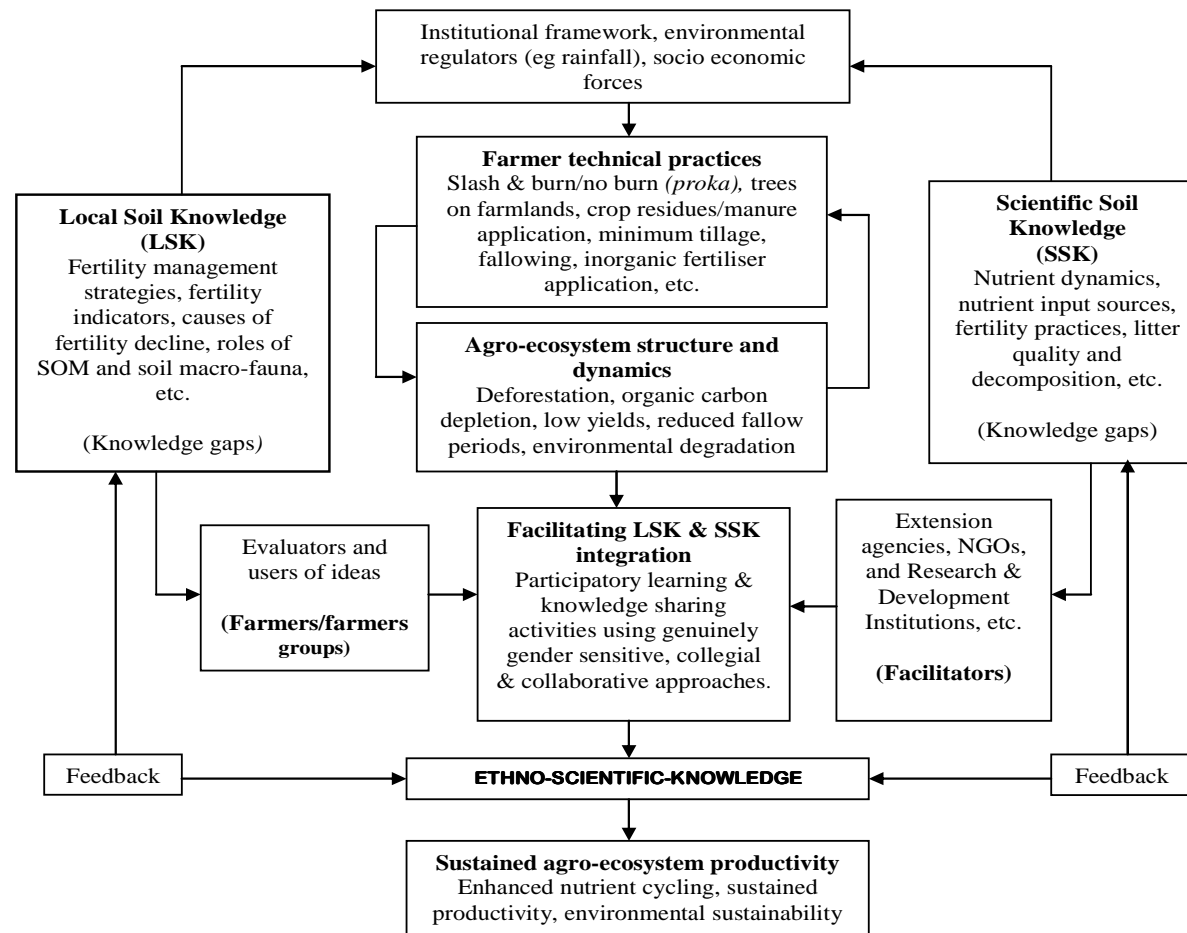 Institutional framework, environmental
regulators (eg rainfall), socio economic
forces
Farmer technical practices
Slash & burn/no burn (proka), trees
on farmlands, crop residues/manure
application, minimum tillage,
fallowing, inorganic fertiliser
application, etc.
Local Soil Knowledge
(LSK)
Fertility management
strategies, fertility
indicators, causes of
fertility decline, roles of
SOM and soil macro-fauna,
etc.
(Knowledge gaps)
Scientific Soil
Knowledge
(SSK)
Nutrient dynamics,
nutrient input sources,
fertility practices, litter
quality and
decomposition, etc.
(Knowledge gaps)
Agro-ecosystem structure and
dynamics
Deforestation, organic carbon
depletion, low yields, reduced fallow
periods, environmental degradation
Evaluators and
users of ideas
(Farmers/farmers
groups)
Facilitating LSK & SSK
integration
Participatory learning &
knowledge sharing
activities using genuinely
gender sensitive, collegial
& collaborative approaches.
Extension
agencies, NGOs,
and Research &
Development
Institutions, etc.
(Facilitators)
Feedback
ETHNO-SCIENTIFIC-KNOWLEDGE
Feedback
Sustained agro-ecosystem productivity
Enhanced nutrient cycling, sustained
productivity, environmental sustainability